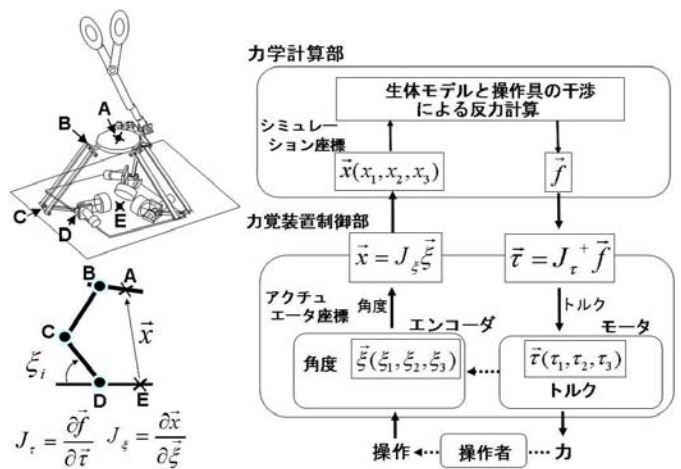 A
B
C
D
E
B
A
C
x⃗
ξi
D
E
Jτ = ∂f⃗/∂τ⃗ Jξ = ∂x⃗/∂ξ⃗
力学計算部
生体モデルと操作具の干渉
による反力計算
シミュレー
ション座標
x⃗(x1,x2,x3)
f⃗
力覚装置制御部
x⃗ = Jξξ⃗
τ⃗ = Jτ⁺f⃗
アクチュ
エータ座標
角度
トルク
エンコーダ
モータ
角度
ξ⃗(ξ1,ξ2,ξ3)
τ⃗(τ1,τ2,τ3)
トルク
操作
操作者
力